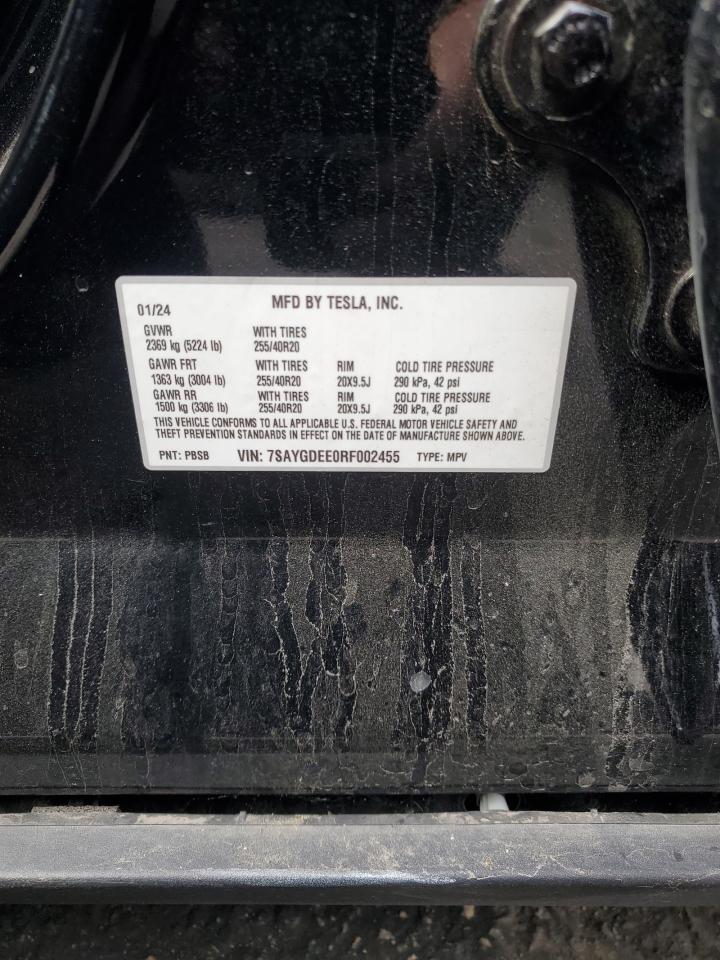 01/24 MFD BY TESLA, INC.
GVWR WITH TIRES
2369 kg (5224 lb) 255/40R20
GAWR FRT WITH TIRES RIM COLD TIRE PRESSURE
1363 kg (3004 lb) 255/40R20 20X9.5J 290 kPa, 42 psi
GAWR RR WITH TIRES RIM COLD TIRE PRESSURE
1500 kg (3306 lb) 255/40R20 20X9.5J 290 kPa, 42 psi
THIS VEHICLE CONFORMS TO ALL APPLICABLE U.S. FEDERAL MOTOR VEHICLE SAFETY AND
THEFT PREVENTION STANDARDS IN EFFECT ON THE DATE OF MANUFACTURE SHOWN ABOVE.
PNT: PBSB VIN: 7SAYGDEE0RF002455 TYPE: MPV